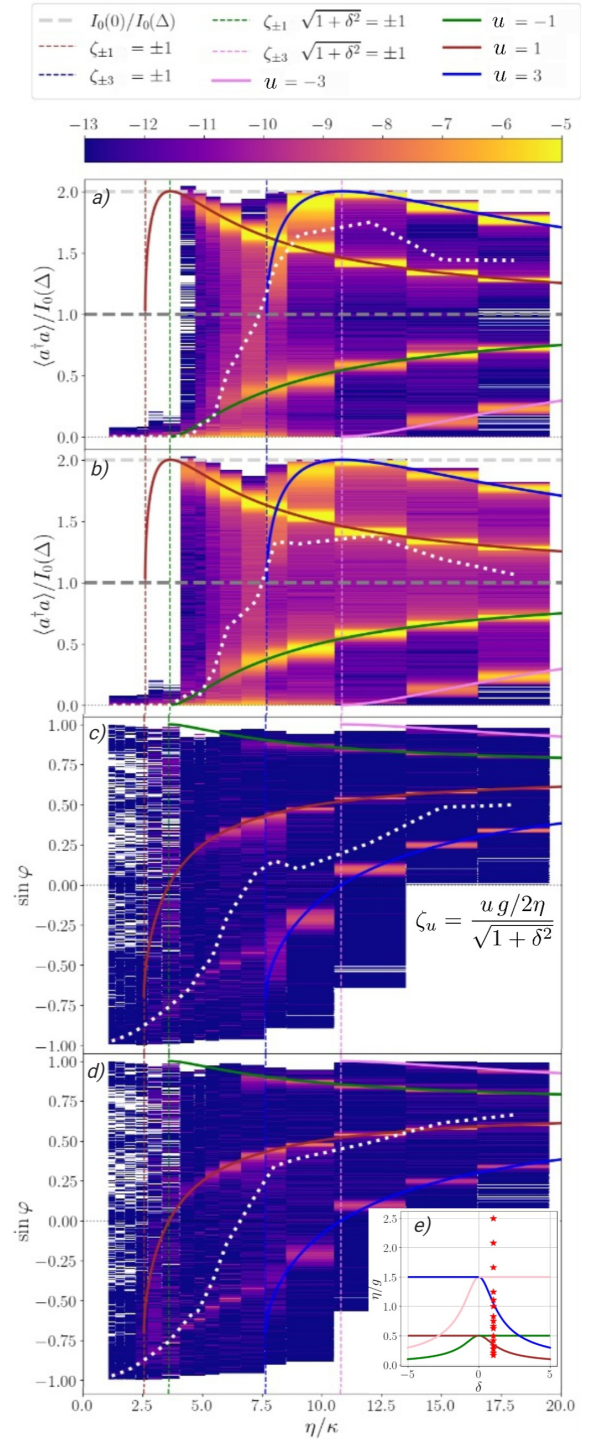 I₀(0)/I₀(Δ)
ζ±₁ √(1 + δ²) = ±1
u = −1
ζ±₁ = ±1
ζ±₃ √(1 + δ²) = ±1
u = 1
ζ±₃ = ±1
u = −3
u = 3
−13 −12 −11 −10 −9 −8 −7 −6 −5
a)
2.0
1.5
1.0
0.5
0.0
⟨a†a⟩/I₀(Δ)
b)
2.0
1.5
1.0
0.5
0.0
⟨a†a⟩/I₀(Δ)
c)
1.00
0.75
0.50
0.25
0.00
−0.25
−0.50
−0.75
−1.00
sin φ
ζᵤ = (u g/2η)/√(1 + δ²)
d)
1.00
0.75
0.50
0.25
0.00
−0.25
−0.50
−0.75
−1.00
sin φ
e)
2.5
2.0
1.5
1.0
0.5
0.0
η/g
−5 0 5
δ
0.0 2.5 5.0 7.5 10.0 12.5 15.0 17.5 20.0
η/κ